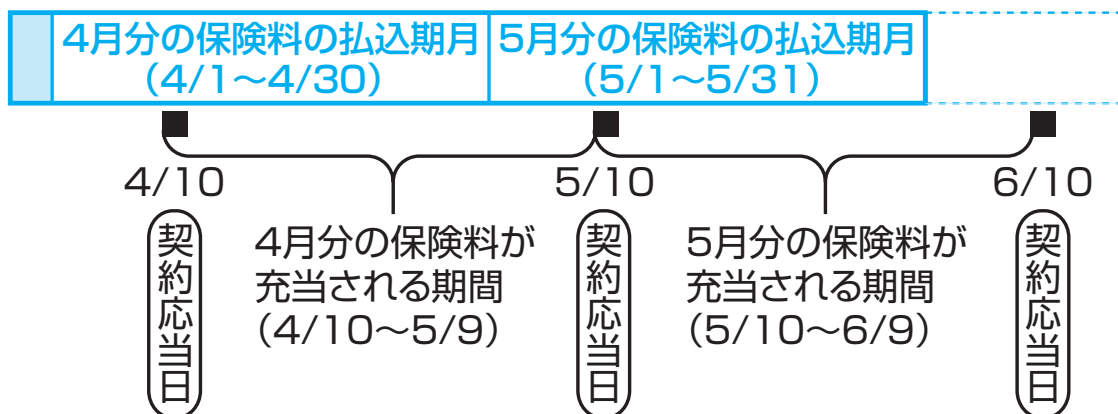 4月分の保険料の払込期月
（4/1～4/30）
5月分の保険料の払込期月
（5/1～5/31）
4/10
5/10
6/10
契約応当日
4月分の保険料が
充当される期間
（4/10～5/9）
契約応当日
5月分の保険料が
充当される期間
（5/10～6/9）
契約応当日